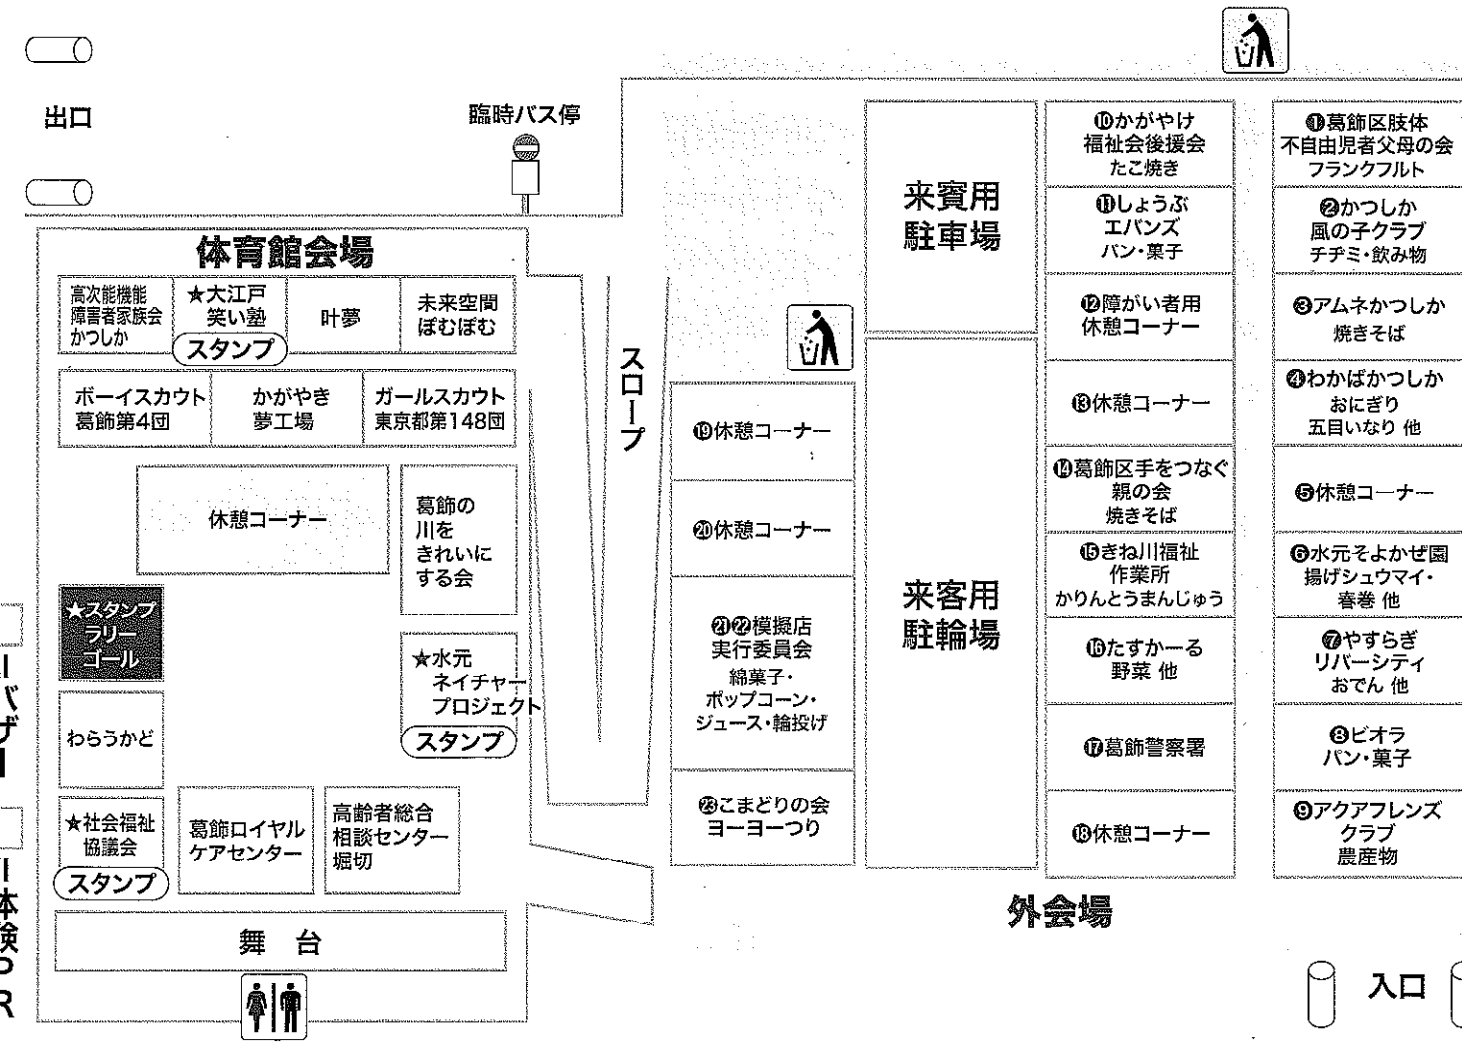 出口
臨時バス停
体育館会場
高次能機能
障害者家族会
かつしか
★大江戸
笑い塾
スタンプ
叶夢
未来空間
ぽむぽむ
ボーイスカウト
葛飾第4団
かがやき
夢工場
ガールスカウト
東京都第148団
休憩コーナー
葛飾の
川を
きれいに
する会
★スタンプ
ラリー
ゴール
★水元
ネイチャー
プロジェクト
スタンプ
わらうかど
★社会福祉
協議会
スタンプ
葛飾ロイヤル
ケアセンター
高齢者総合
相談センター
堀切
舞 台
バザー
体験PR
スロープ
⑲休憩コーナー
⑳休憩コーナー
㉑㉒模擬店
実行委員会
綿菓子・
ポップコーン・
ジュース・輪投げ
㉓こまどりの会
ヨーヨーつり
来賓用
駐車場
来客用
駐輪場
❿かがやけ
福祉会後援会
たこ焼き
⓫しょうぶ
エバンズ
パン・菓子
⓬障がい者用
休憩コーナー
⓭休憩コーナー
⓮葛飾区手をつなぐ
親の会
焼きそば
⓯きね川福祉
作業所
かりんとうまんじゅう
⓰たすかーる
野菜 他
⓱葛飾警察署
⓲休憩コーナー
❶葛飾区肢体
不自由児者父母の会
フランクフルト
❷かつしか
風の子クラブ
チヂミ・飲み物
❸アムネかつしか
焼きそば
❹わかばかつしか
おにぎり
五目いなり 他
❺休憩コーナー
❻水元そよかぜ園
揚げシュウマイ・
春巻 他
❼やすらぎ
リバーシティ
おでん 他
❽ビオラ
パン・菓子
❾アクアフレンズ
クラブ
農産物
外会場
入口